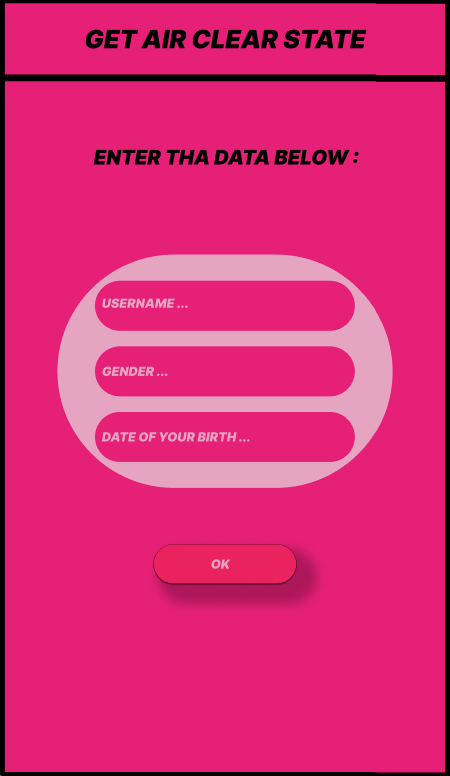 GET AIR CLEAR STATE
ENTER THA DATA BELOW :
USERNAME ...
GENDER ...
DATE OF YOUR BIRTH ...
OK